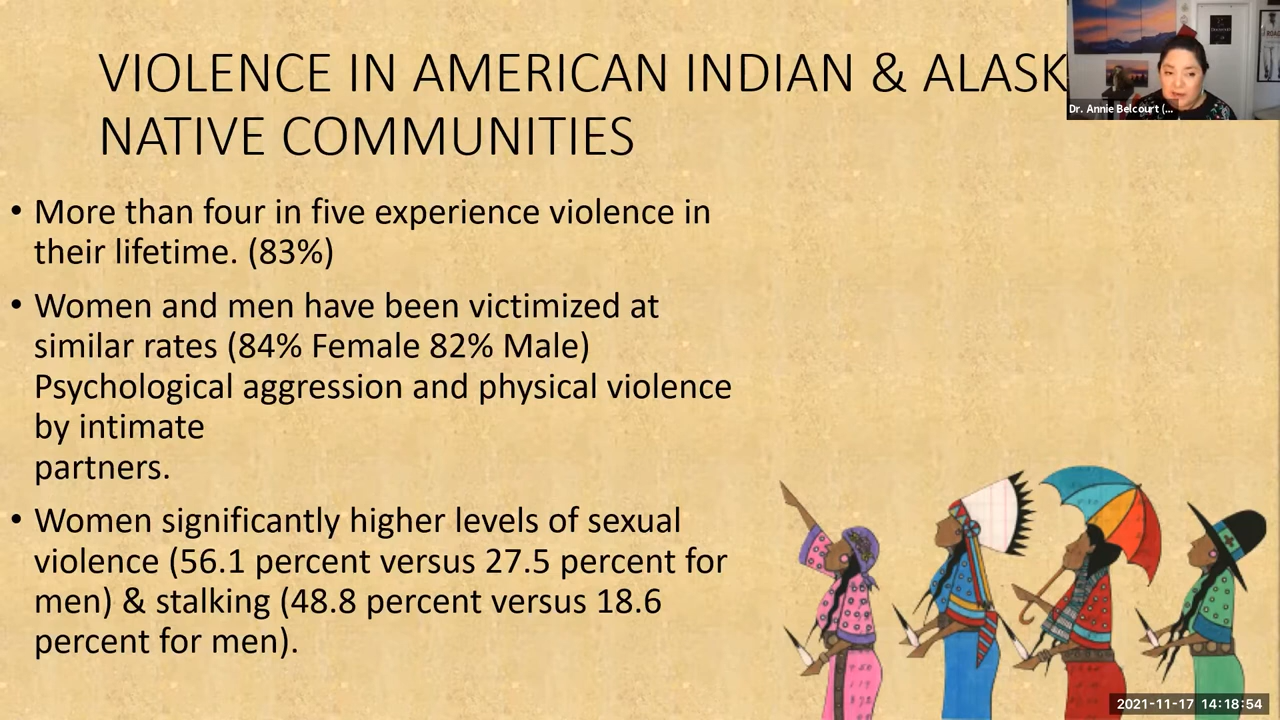 VIOLENCE IN AMERICAN INDIAN & ALASK
NATIVE COMMUNITIES
Dr. Annie Belcourt (...
• More than four in five experience violence in
their lifetime. (83%)
• Women and men have been victimized at
similar rates (84% Female 82% Male)
Psychological aggression and physical violence
by intimate
partners.
• Women significantly higher levels of sexual
violence (56.1 percent versus 27.5 percent for
men) & stalking (48.8 percent versus 18.6
percent for men).
2021-11-17 14:18:54